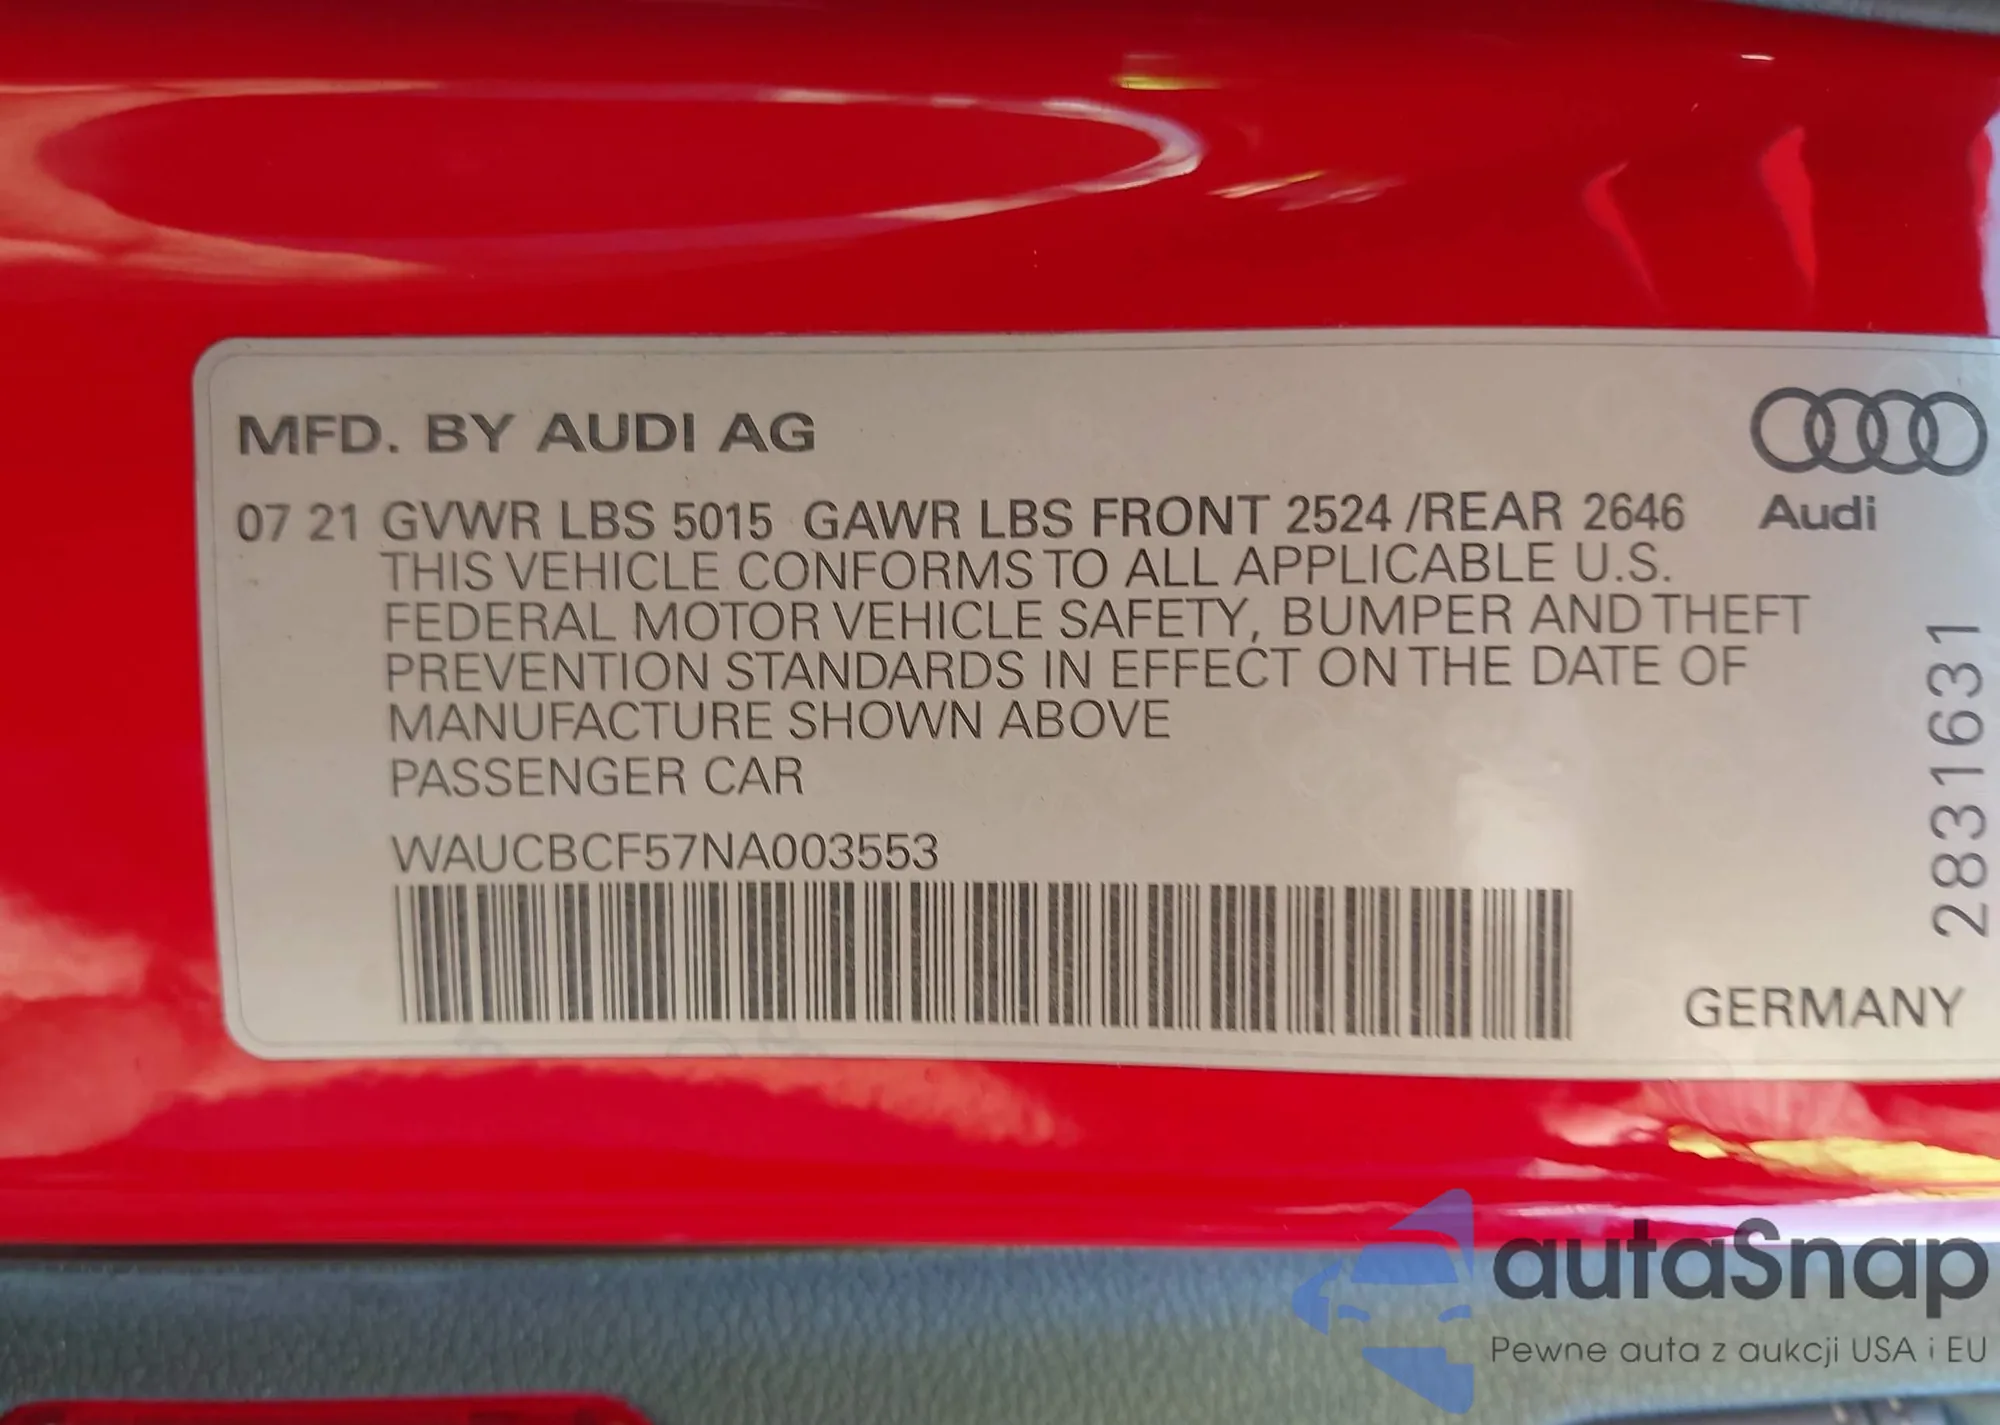 MFD. BY AUDI AG
07 21 GVWR LBS 5015 GAWR LBS FRONT 2524 /REAR 2646
THIS VEHICLE CONFORMS TO ALL APPLICABLE U.S.
FEDERAL MOTOR VEHICLE SAFETY, BUMPER AND THEFT
PREVENTION STANDARDS IN EFFECT ON THE DATE OF
MANUFACTURE SHOWN ABOVE
PASSENGER CAR
WAUCBCF57NA003553
Audi
2831631
GERMANY
autaSnap
Pewne auta z aukcji USA i EU